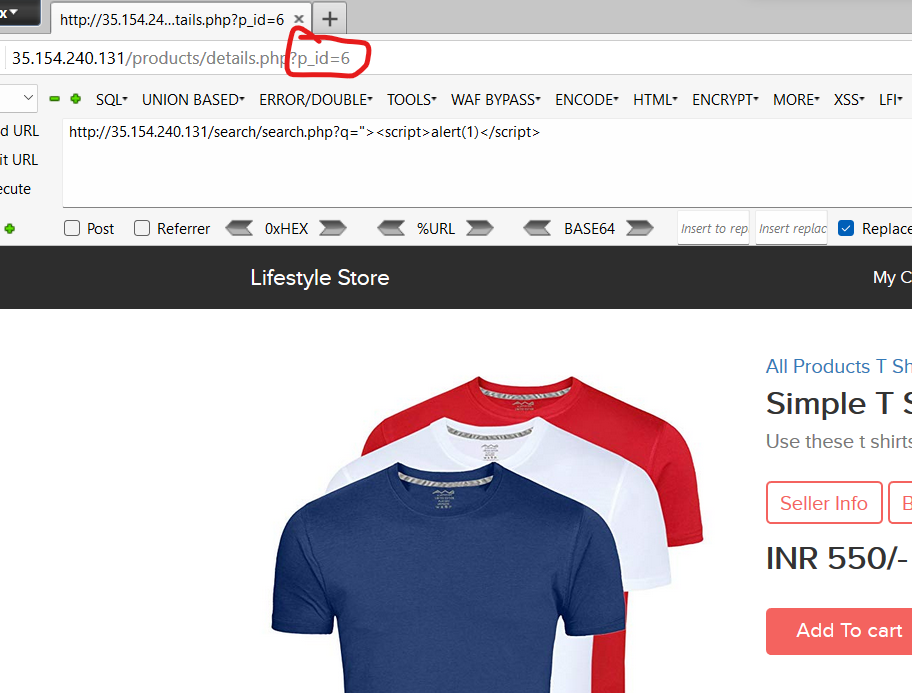 x
http://35.154.24...tails.php?p_id=6 × +
35.154.240.131/products/details.php?p_id=6
SQL UNION BASED ERROR/DOUBLE TOOLS WAF BYPASS ENCODE HTML ENCRYPT MORE XSS LFI
d URL
http://35.154.240.131/search/search.php?q="><script>alert(1)</script>
it URL
ecute
Post Referrer 0xHEX %URL BASE64 Insert to repl Insert replac Replace
Lifestyle Store
My C
All Products T Sh
Simple T S
Use these t shirts
Seller Info
B
INR 550/-
Add To cart